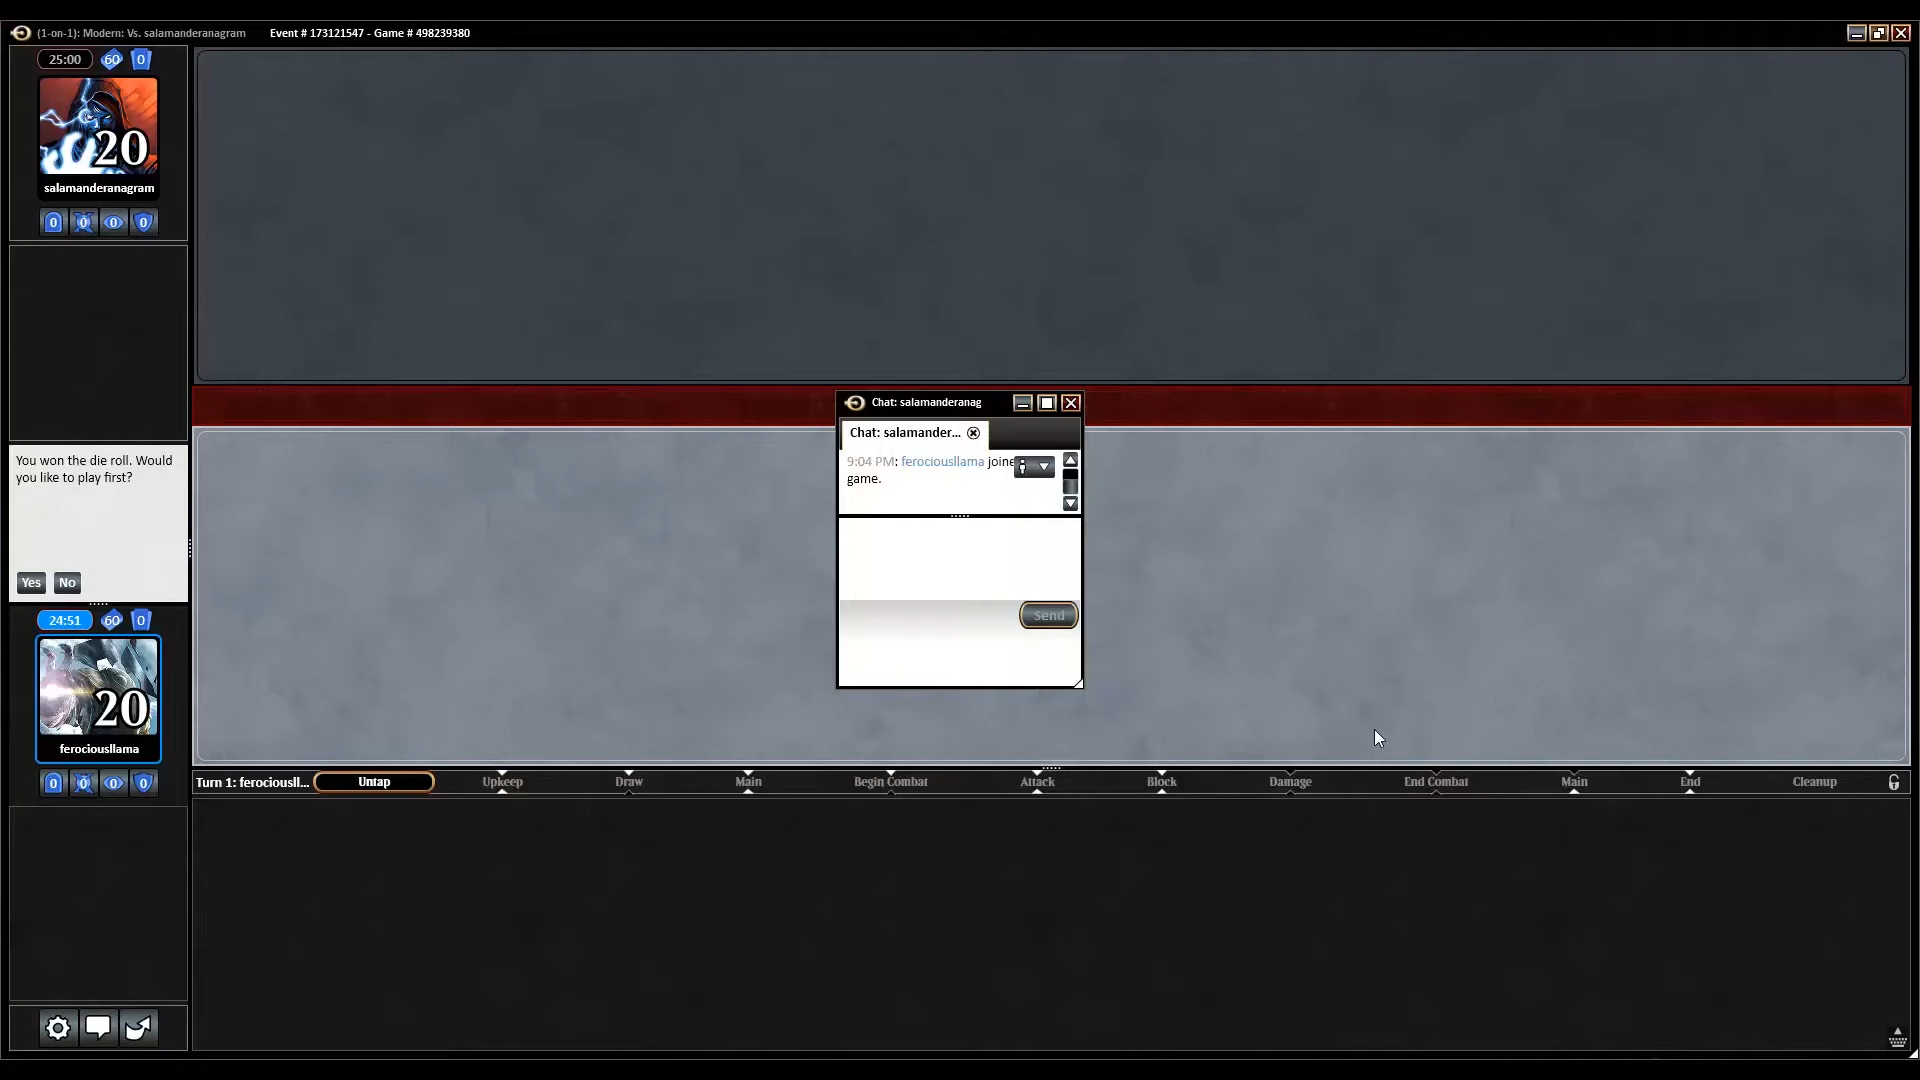 (1-on-1): Modern: Vs. salamanderanagram
Event # 173121547 - Game # 498239380
25:00
60
0
20
salamanderanagram
0 0 0 0
Chat: salamanderanag
Chat: salamander...
9:04 PM: ferociousllama joine
game.
Send
You won the die roll. Would
you like to play first?
Yes No
24:51
60
0
20
ferociousllama
0 0 0 0
Turn 1: ferociousll... Untap Upkeep Draw Main Begin Combat Attack Block Damage End Combat Main End Cleanup